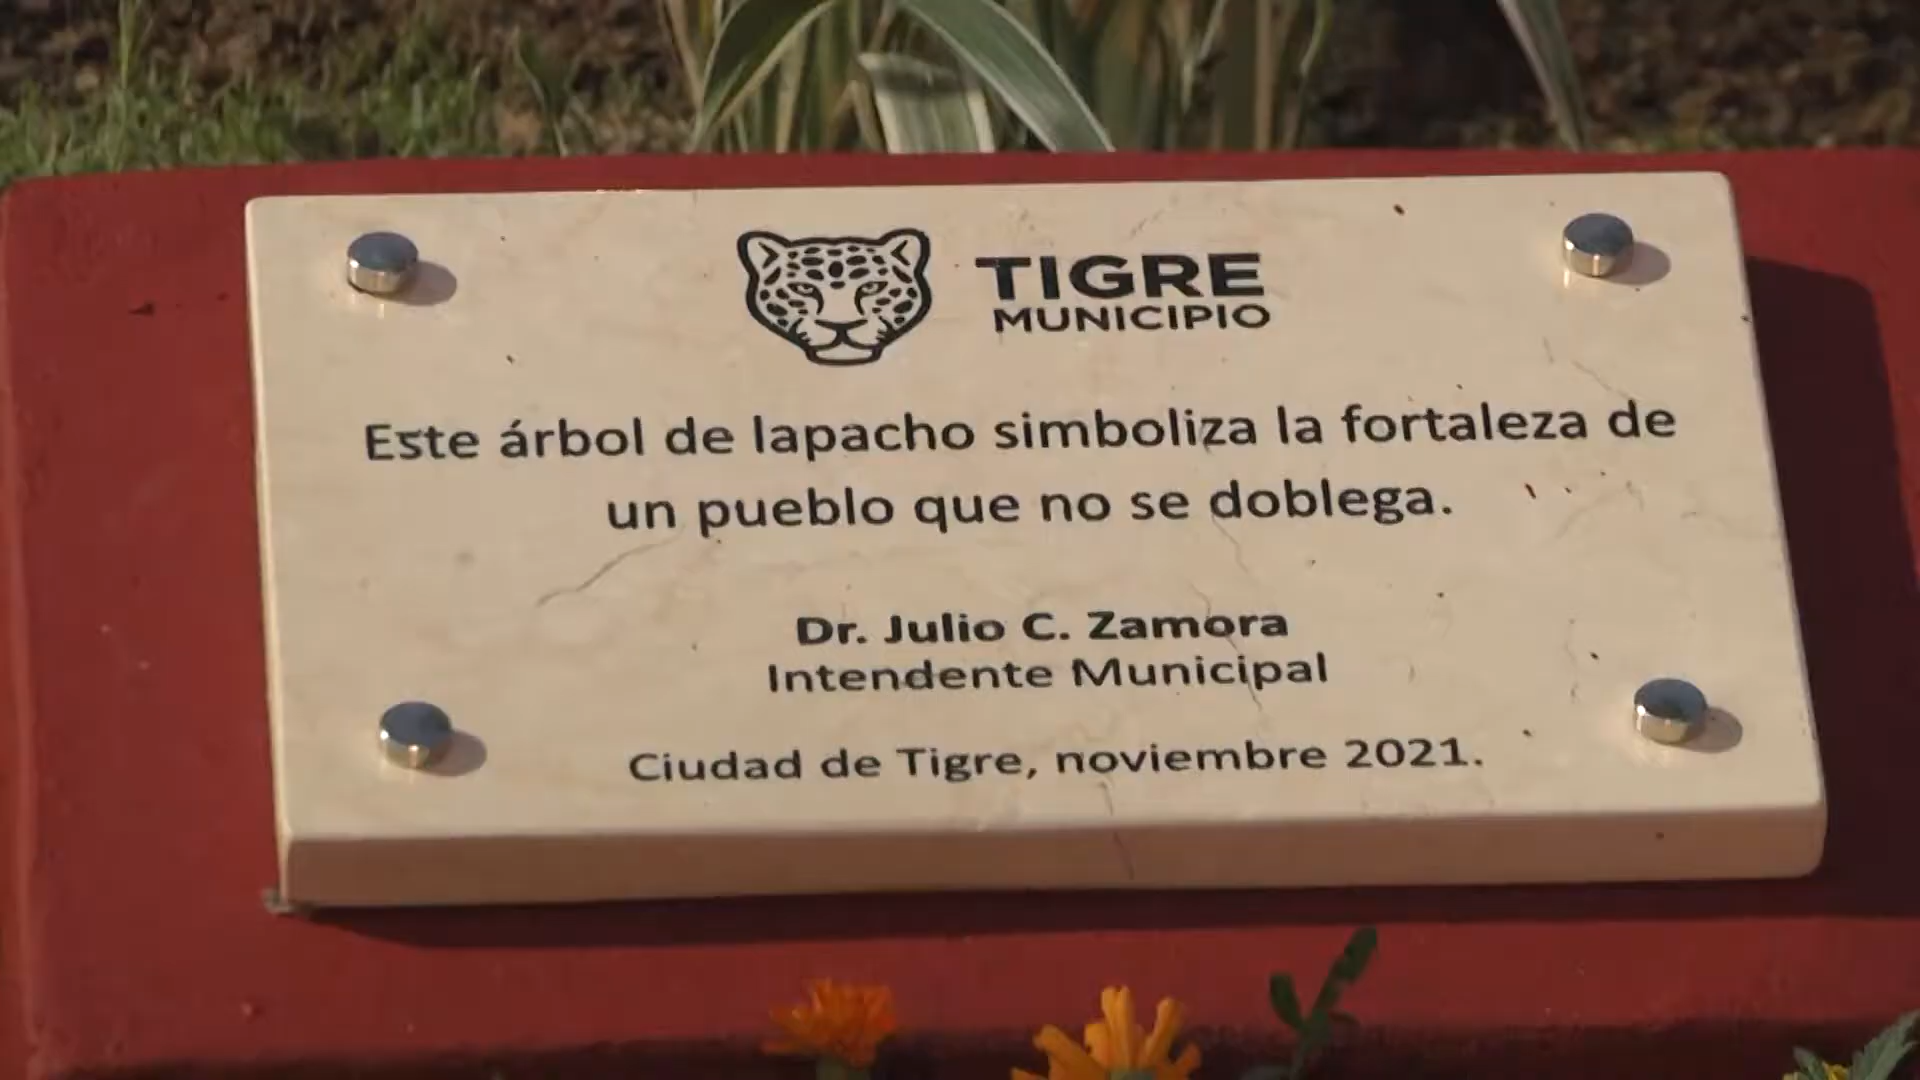 TIGRE
MUNICIPIO
Este árbol de lapacho simboliza la fortaleza de
un pueblo que no se doblega.
Dr. Julio C. Zamora
Intendente Municipal
Ciudad de Tigre, noviembre 2021.